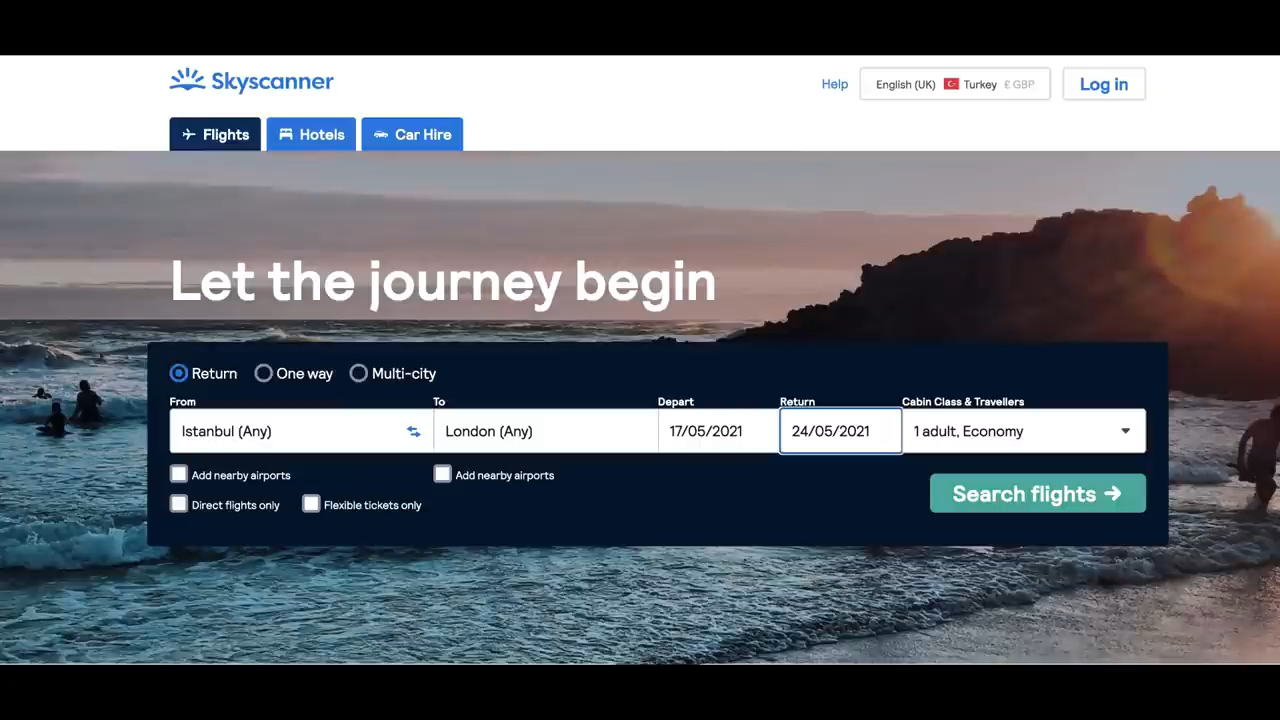 Skyscanner
Help
English (UK) Turkey £ GBP
Log in
Flights
Hotels
Car Hire
Let the journey begin
Return
One way
Multi-city
From
To
Depart
Return
Cabin Class & Travellers
Istanbul (Any)
London (Any)
17/05/2021
24/05/2021
1 adult, Economy
Add nearby airports
Add nearby airports
Direct flights only
Flexible tickets only
Search flights